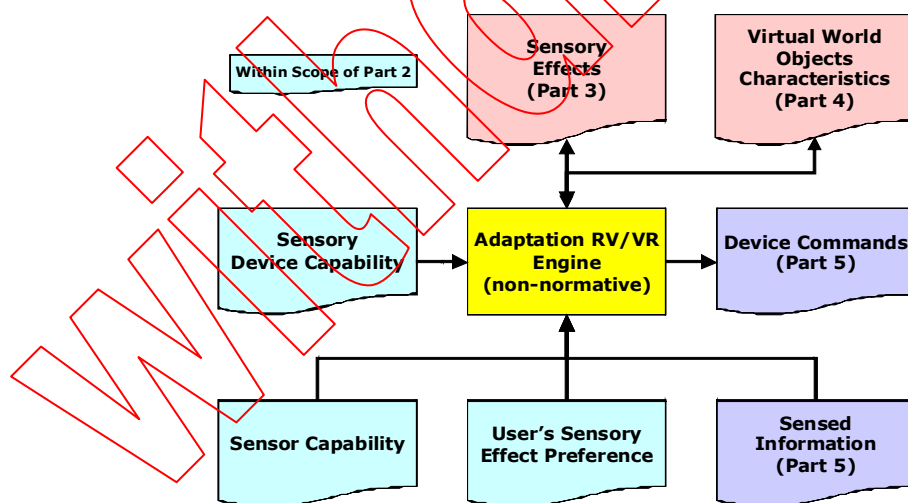 Within Scope of Part 2
Sensory
Effects
(Part 3)
Virtual World
Objects
Characteristics
(Part 4)
Sensory
Device Capability
Adaptation RV/VR
Engine
(non-normative)
Device Commands
(Part 5)
Sensor Capability
User's Sensory
Effect Preference
Sensed
Information
(Part 5)